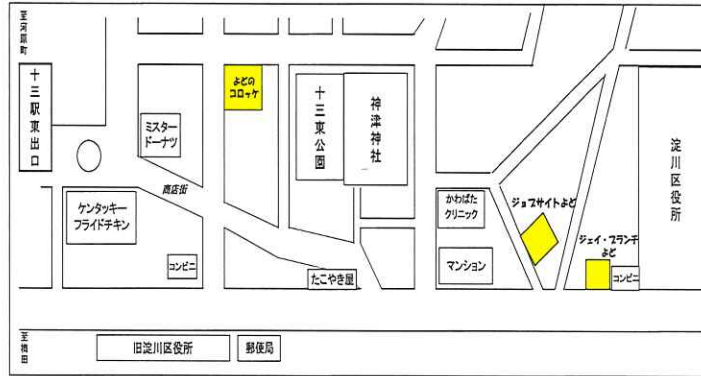 至河原町
十三駅東出口
よどの
コロッケ
ミスター
ドーナツ
十三東公園
神津神社
淀川区役所
商店街
ケンタッキー
フライドチキン
コンビニ
かわばた
クリニック
ジョブサイトよど
ジェイ・ブランチ
よど
マンション
コンビニ
たこやき屋
至梅田
旧淀川区役所
郵便局